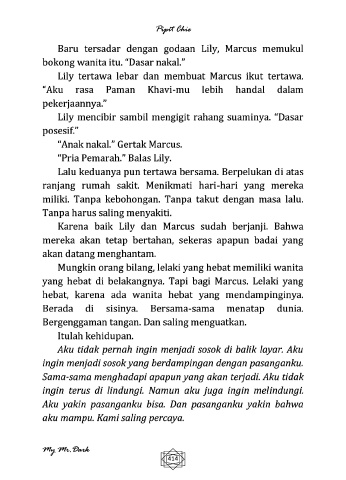 Pipit Chie
Baru tersadar dengan godaan Lily, Marcus memukul
bokong wanita itu. “Dasar nakal.”
Lily tertawa lebar dan membuat Marcus ikut tertawa.
“Aku rasa Paman Khavi-mu lebih handal dalam
pekerjaannya.”
Lily mencibir sambil mengigit rahang suaminya. “Dasar
posesif.”
“Anak nakal.” Gertak Marcus.
“Pria Pemarah.” Balas Lily.
Lalu keduanya pun tertawa bersama. Berpelukan di atas
ranjang rumah sakit. Menikmati hari-hari yang mereka
miliki. Tanpa kebohongan. Tanpa takut dengan masa lalu.
Tanpa harus saling menyakiti.
Karena baik Lily dan Marcus sudah berjanji. Bahwa
mereka akan tetap bertahan, sekeras apapun badai yang
akan datang menghantam.
Mungkin orang bilang, lelaki yang hebat memiliki wanita
yang hebat di belakangnya. Tapi bagi Marcus. Lelaki yang
hebat, karena ada wanita hebat yang mendampinginya.
Berada di sisinya. Bersama-sama menatap dunia.
Bergenggaman tangan. Dan saling menguatkan.
Itulah kehidupan.
Aku tidak pernah ingin menjadi sosok di balik layar. Aku
ingin menjadi sosok yang berdampingan dengan pasanganku.
Sama-sama menghadapi apapun yang akan terjadi. Aku tidak
ingin terus di lindungi. Namun aku juga ingin melindungi.
Aku yakin pasanganku bisa. Dan pasanganku yakin bahwa
aku mampu. Kami saling percaya.
My Mr. Dark
414